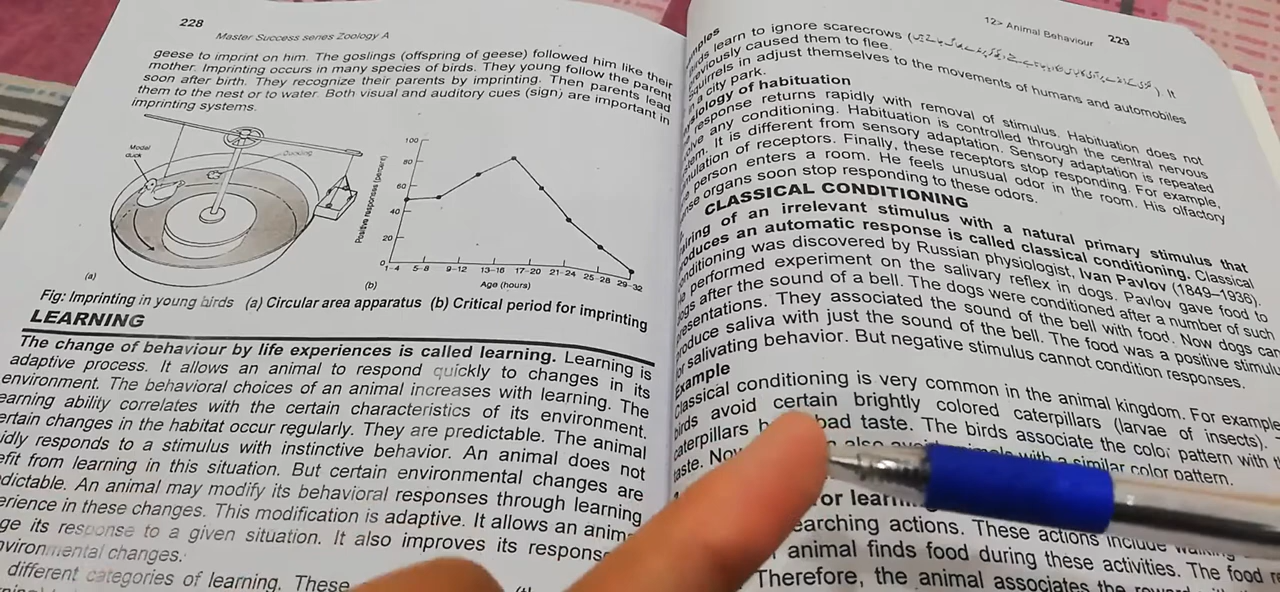 228
Master Success series Zoology A
geese to imprint on him. The goslings (offspring of geese) followed him like their
mother. Imprinting occurs in many species of birds. They young follow the parent
soon after birth. They recognize their parents by imprinting. Then parents lead
them to the nest or to water. Both visual and auditory cues (sign) are important in
imprinting systems.
Model
duck
Duckling
(a)
Positive responses (percent)
100
80
60
40
20
0
1–4 5–8 9–12 13–16 17–20 21–24 25–28 29–32
Age (hours)
(b)
Fig: Imprinting in young birds (a) Circular area apparatus (b) Critical period for imprinting
LEARNING
The change of behaviour by life experiences is called learning. Learning is
adaptive process. It allows an animal to respond quickly to changes in its
environment. The behavioral choices of an animal increases with learning. The
earning ability correlates with the certain characteristics of its environment.
ertain changes in the habitat occur regularly. They are predictable. The animal
idly responds to a stimulus with instinctive behavior. An animal does not
efit from learning in this situation. But certain environmental changes are
dictable. An animal may modify its behavioral responses through learning
erience in these changes. This modification is adaptive. It allows an anim
ge its response to a given situation. It also improves its respons
nvironmental changes.
different categories of learning. These
12> Animal Behaviour 229
mples
learn to ignore scarecrows
It
viously caused them to flee.
squirrels in adjust themselves to the movements of humans and automobiles
city park.
iology of habituation
response returns rapidly with removal of stimulus. Habituation does not
olve any conditioning. Habituation is controlled through the central nervous
tem. It is different from sensory adaptation. Sensory adaptation is repeated
mulation of receptors. Finally, these receptors stop responding. For example,
person enters a room. He feels unusual odor in the room. His olfactory
nse organs soon stop responding to these odors.
CLASSICAL CONDITIONING
airing of an irrelevant stimulus with a natural primary stimulus that
oduces an automatic response is called classical conditioning. Classical
onditioning was discovered by Russian physiologist, Ivan Pavlov (1849–1936).
e performed experiment on the salivary reflex in dogs. Pavlov gave food to
ogs after the sound of a bell. The dogs were conditioned after a number of such
resentations. They associated the sound of the bell with food. Now dogs can
roduce saliva with just the sound of the bell. The food was a positive stimulu
for salivating behavior. But negative stimulus cannot condition responses.
Example
Classical conditioning is very common in the animal kingdom. For example
birds avoid certain brightly colored caterpillars (larvae of insects).
caterpillars bad taste. The birds associate the color pattern with t
taste. Now also with a similar color pattern.
or learn
earching actions. These actions include
animal finds food during these activities. The food re
Therefore, the animal associates the